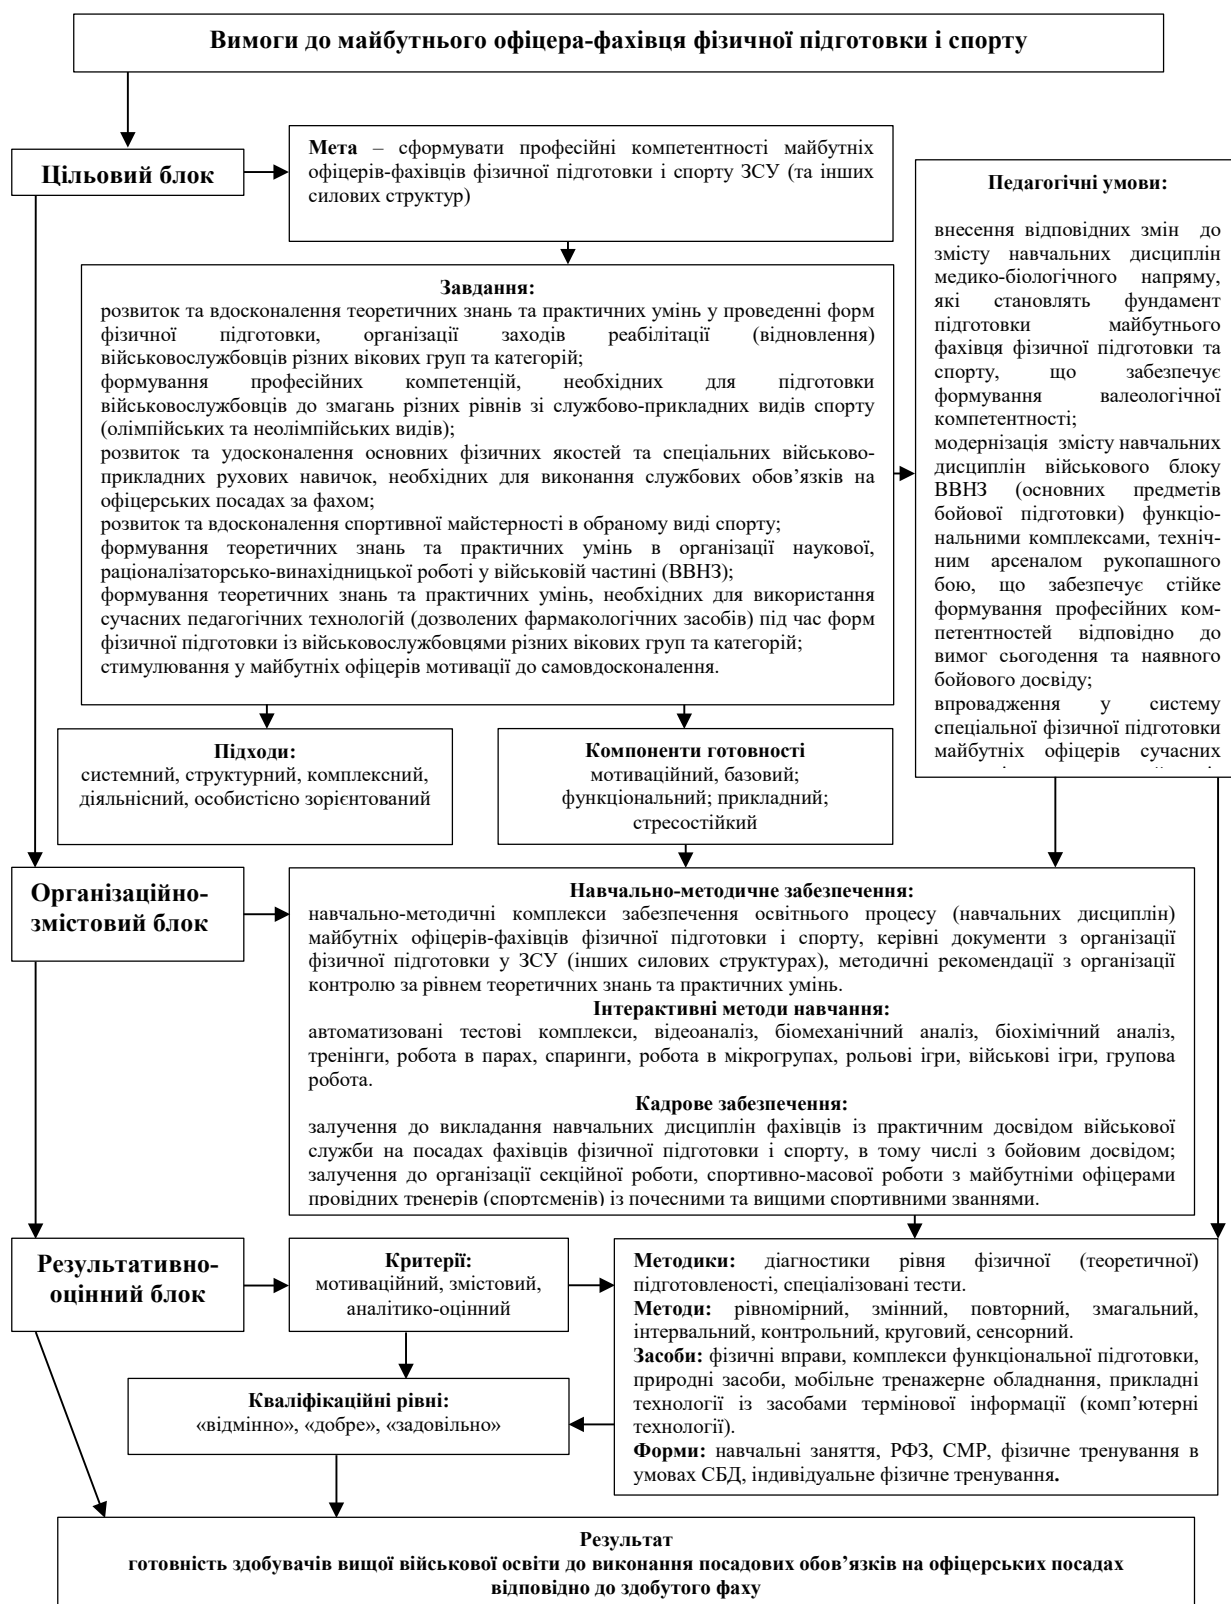 Вимоги до майбутнього офіцера-фахівця фізичної підготовки і спорту
Цільовий блок
Мета – сформувати професійні компетентності майбутніх
офіцерів-фахівців фізичної підготовки і спорту ЗСУ (та інших
силових структур)
Педагогічні умови:
внесення відповідних змін до
змісту навчальних дисциплін
медико-біологічного напряму,
які становлять фундамент
підготовки майбутнього
фахівця фізичної підготовки та
спорту, що забезпечує
формування валеологічної
компетентності;
модернізація змісту навчальних
дисциплін військового блоку
ВВНЗ (основних предметів
бойової підготовки) функціо-
нальними комплексами, техніч-
ним арсеналом рукопашного
бою, що забезпечує стійке
формування професійних ком-
петентностей відповідно до
вимог сьогодення та наявного
бойового досвіду;
впровадження у систему
спеціальної фізичної підготовки
майбутніх офіцерів сучасних
Завдання:
розвиток та вдосконалення теоретичних знань та практичних умінь у проведенні форм
фізичної підготовки, організації заходів реабілітації (відновлення)
військовослужбовців різних вікових груп та категорій;
формування професійних компетенцій, необхідних для підготовки
військовослужбовців до змагань різних рівнів зі службово-прикладних видів спорту
(олімпійських та неолімпійських видів);
розвиток та удосконалення основних фізичних якостей та спеціальних військово-
прикладних рухових навичок, необхідних для виконання службових обов’язків на
офіцерських посадах за фахом;
розвиток та вдосконалення спортивної майстерності в обраному виді спорту;
формування теоретичних знань та практичних умінь в організації наукової,
раціоналізаторсько-винахідницької роботі у військовій частині (ВВНЗ);
формування теоретичних знань та практичних умінь, необхідних для використання
сучасних педагогічних технологій (дозволених фармакологічних засобів) під час форм
фізичної підготовки із військовослужбовцями різних вікових груп та категорій;
стимулювання у майбутніх офіцерів мотивації до самовдосконалення.
Підходи:
системний, структурний, комплексний,
діяльнісний, особистісно зорієнтований
Компоненти готовності
мотиваційний, базовий;
функціональний; прикладний;
стресостійкий
Організаційно-
змістовий блок
Навчально-методичне забезпечення:
навчально-методичні комплекси забезпечення освітнього процесу (навчальних дисциплін)
майбутніх офіцерів-фахівців фізичної підготовки і спорту, керівні документи з організації
фізичної підготовки у ЗСУ (інших силових структурах), методичні рекомендації з організації
контролю за рівнем теоретичних знань та практичних умінь.
Інтерактивні методи навчання:
автоматизовані тестові комплекси, відеоаналіз, біомеханічний аналіз, біохімічний аналіз,
тренінги, робота в парах, спаринги, робота в мікрогрупах, рольові ігри, військові ігри, групова
робота.
Кадрове забезпечення:
залучення до викладання навчальних дисциплін фахівців із практичним досвідом військової
служби на посадах фахівців фізичної підготовки і спорту, в тому числі з бойовим досвідом;
залучення до організації секційної роботи, спортивно-масової роботи з майбутніми офіцерами
провідних тренерів (спортсменів) із почесними та вищими спортивними званнями.
Результативно-
оцінний блок
Критерії:
мотиваційний, змістовий,
аналітико-оцінний
Методики: діагностики рівня фізичної (теоретичної)
підготовленості, спеціалізовані тести.
Методи: рівномірний, змінний, повторний, змагальний,
інтервальний, контрольний, круговий, сенсорний.
Засоби: фізичні вправи, комплекси функціональної підготовки,
природні засоби, мобільне тренажерне обладнання, прикладні
технології із засобами термінової інформації (комп’ютерні
технології).
Форми: навчальні заняття, РФЗ, СМР, фізичне тренування в
умовах СБД, індивідуальне фізичне тренування.
Кваліфікаційні рівні:
«відмінно», «добре», «задовільно»
Результат
готовність здобувачів вищої військової освіти до виконання посадових обов’язків на офіцерських посадах
відповідно до здобутого фаху